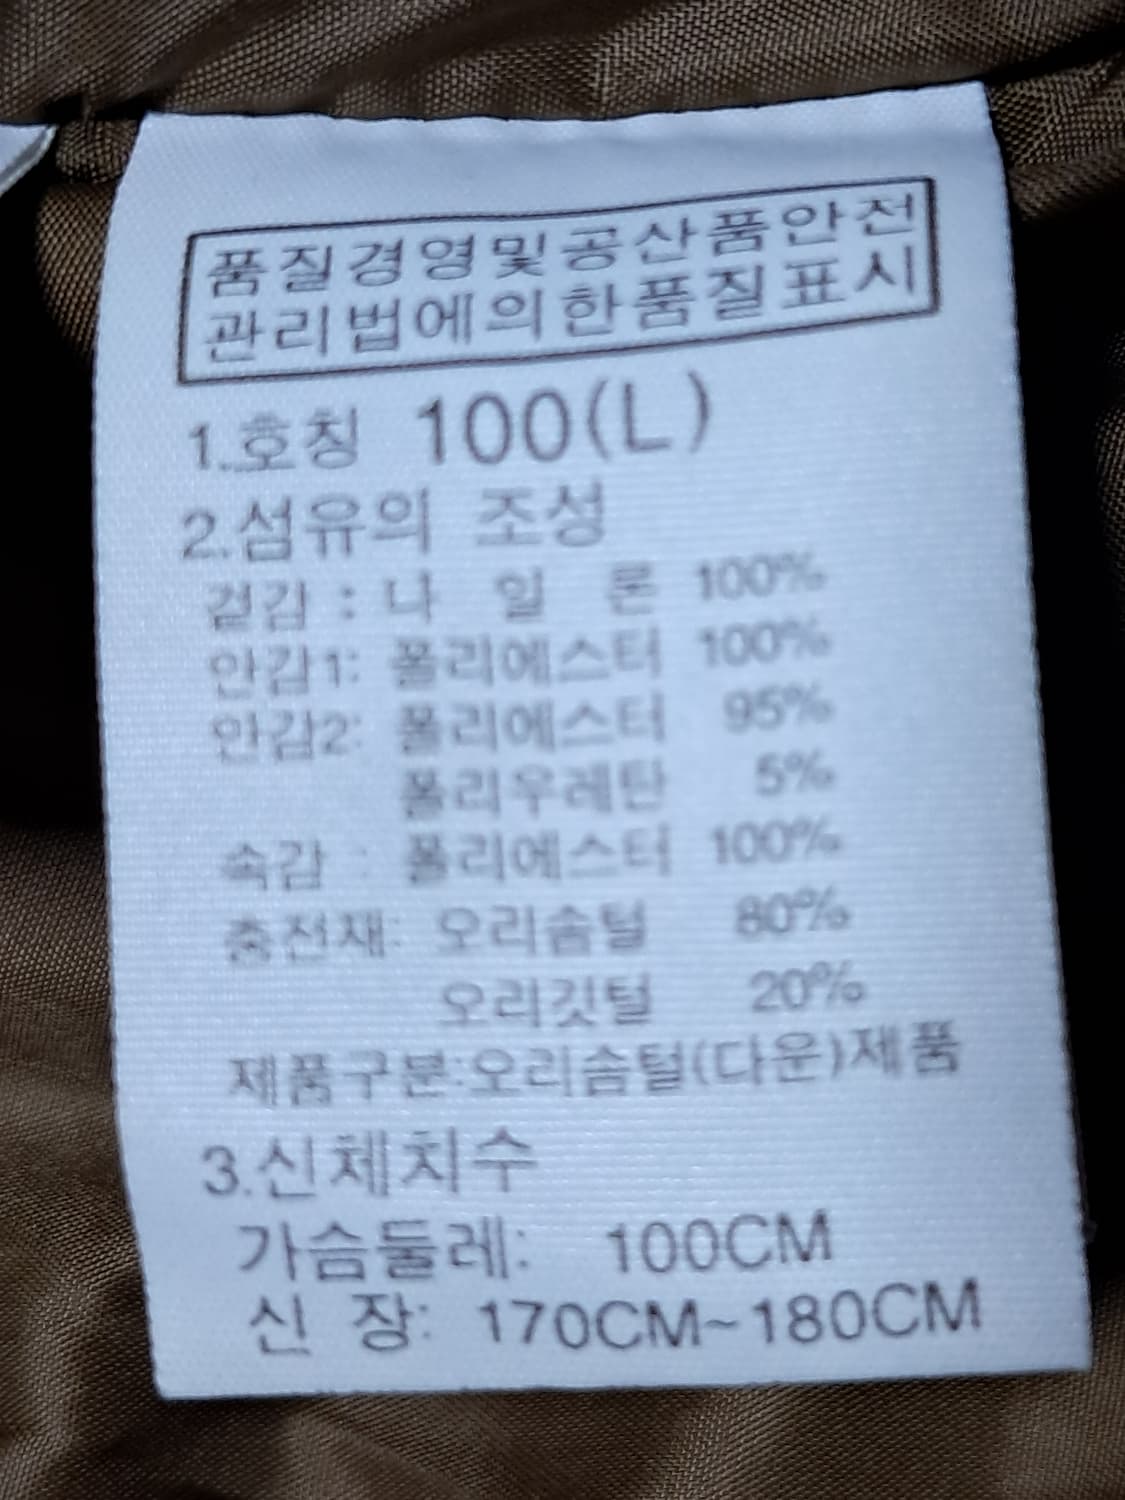 품질경영및공산품안전
관리법에의한품질표시
1.호칭 100(L)
2.섬유의 조성
겉감 : 나 일 론 100%
안감1: 폴리에스터 100%
안감2: 폴리에스터 95%
폴리우레탄 5%
속감 : 폴리에스터 100%
충전재: 오리솜털 80%
오리깃털 20%
제품구분:오리솜털(다운)제품
3.신체치수
가슴둘레: 100CM
신 장: 170CM~180CM